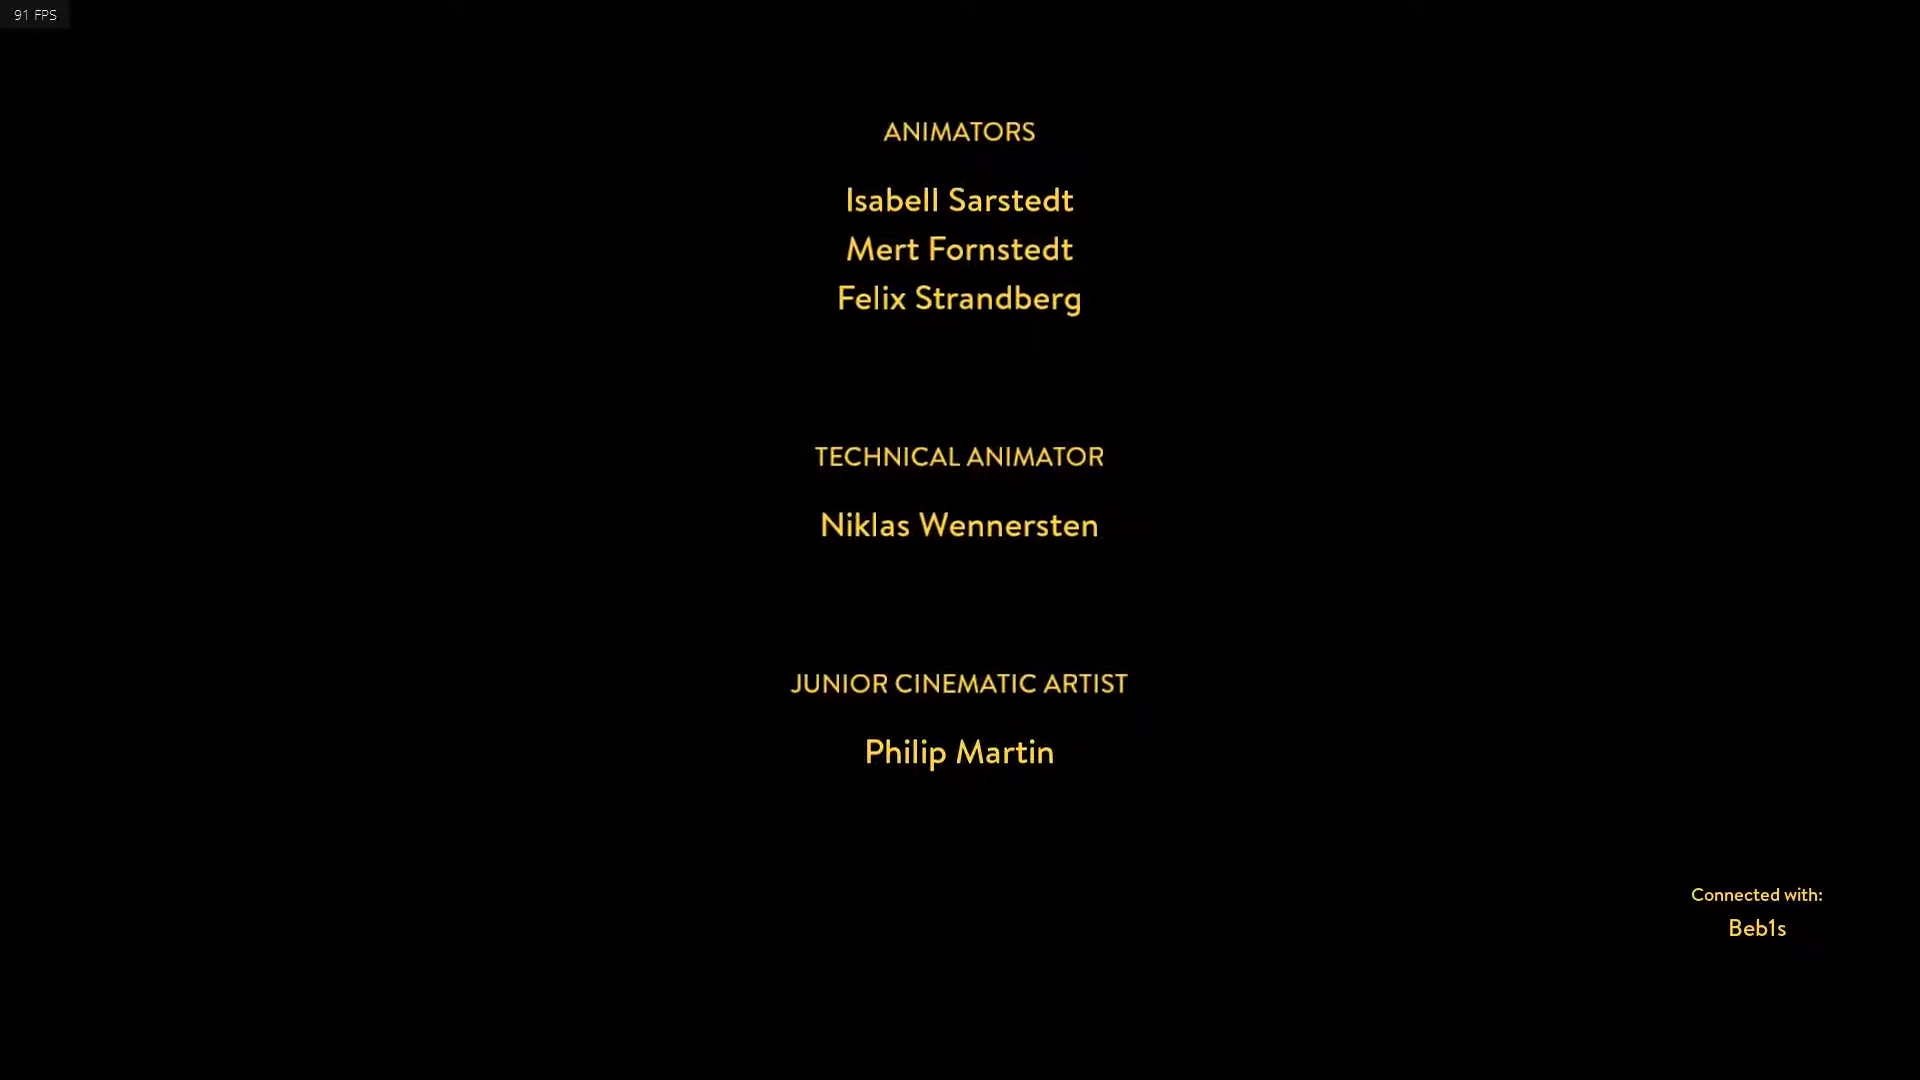 91 FPS
ANIMATORS
Isabell Sarstedt
Mert Fornstedt
Felix Strandberg
TECHNICAL ANIMATOR
Niklas Wennersten
JUNIOR CINEMATIC ARTIST
Philip Martin
Connected with:
Beb1s